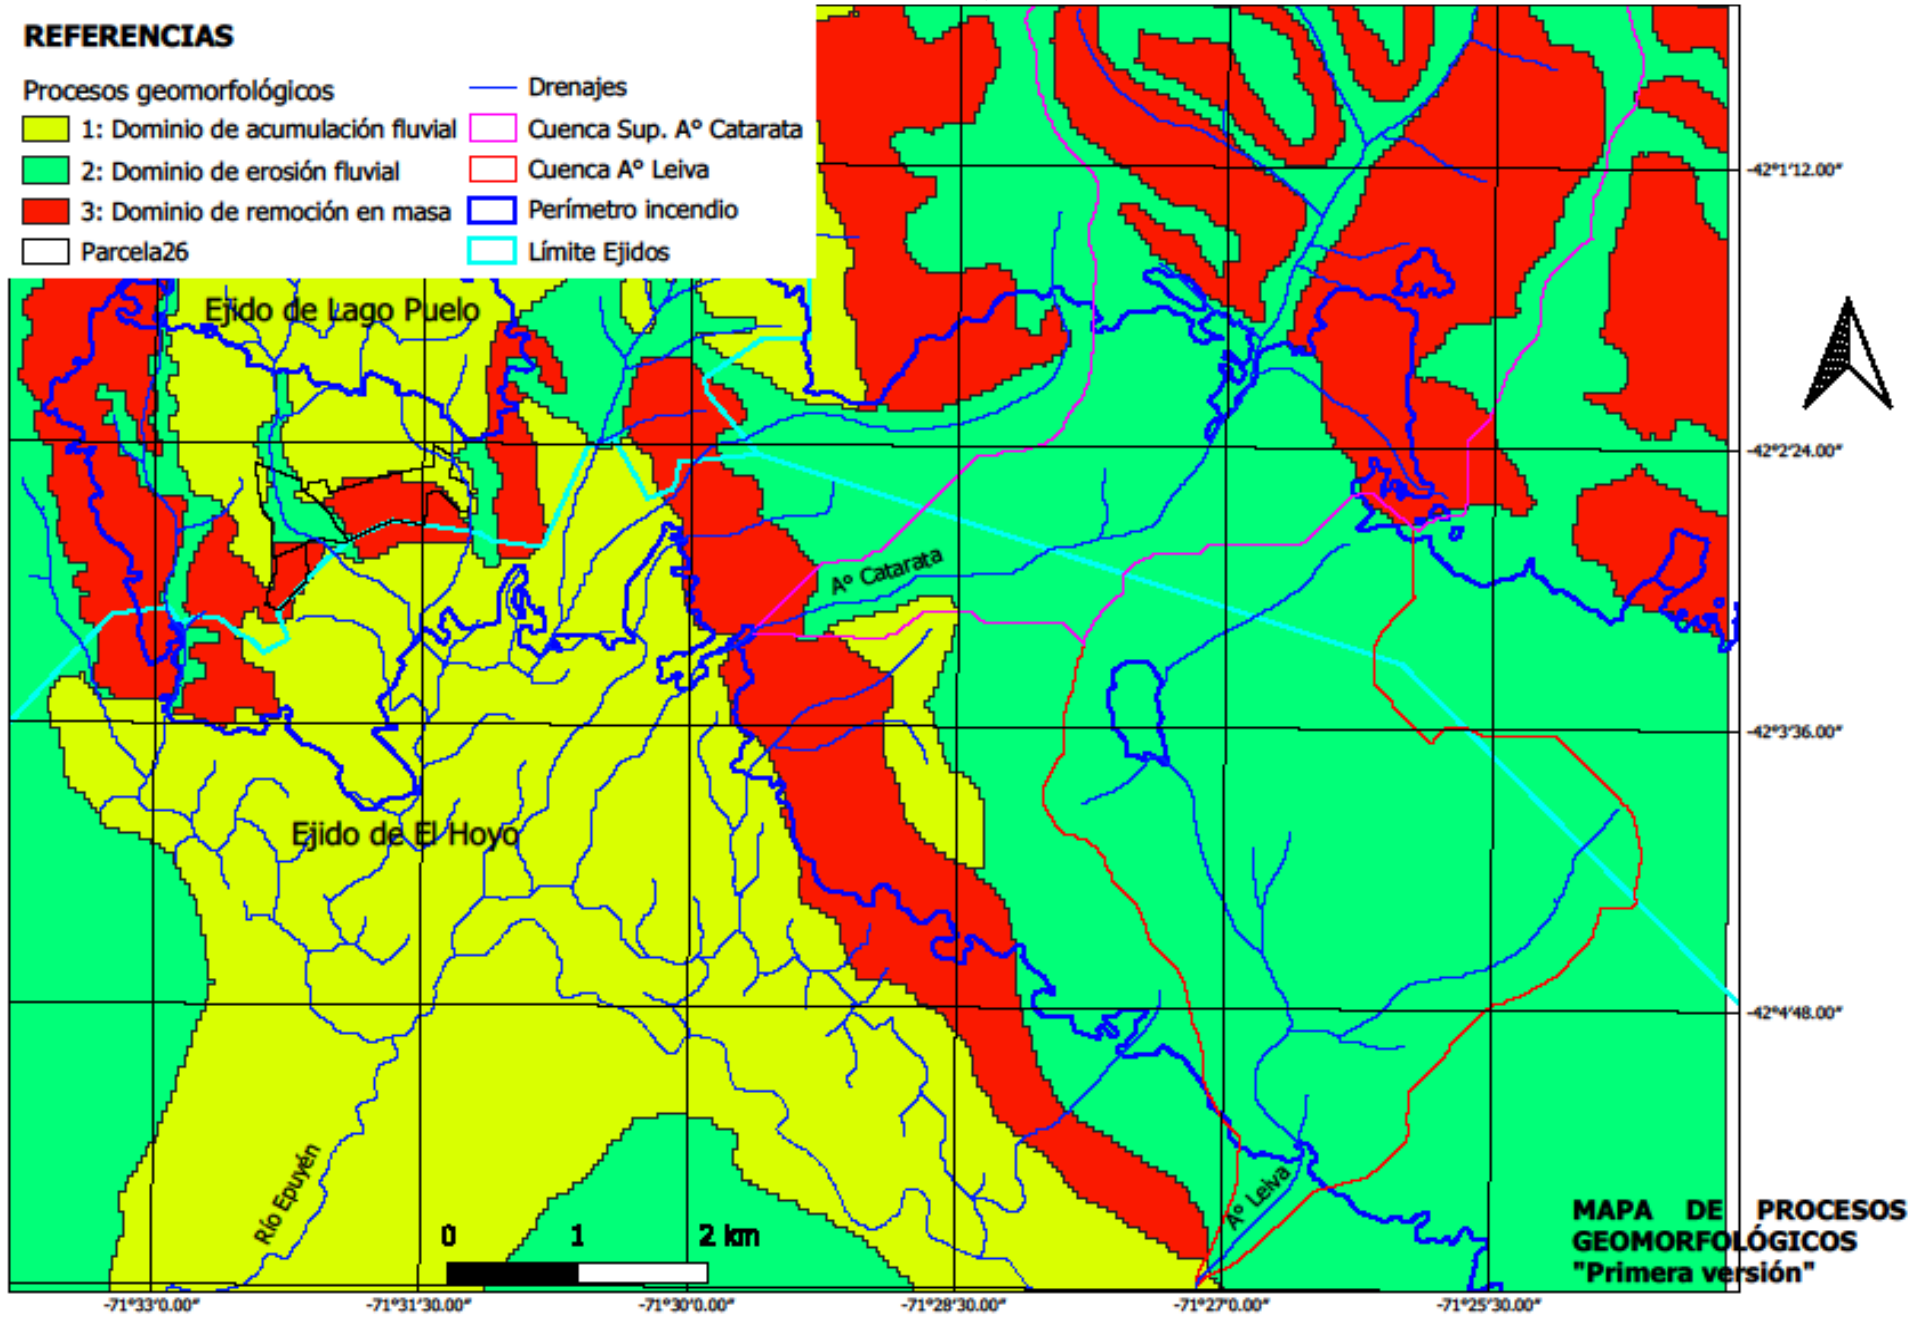 REFERENCIAS
Procesos geomorfológicos
1: Dominio de acumulación fluvial
2: Dominio de erosión fluvial
3: Dominio de remoción en masa
Parcela26
Drenajes
Cuenca Sup. Aº Catarata
Cuenca Aº Leiva
Perímetro incendio
Límite Ejidos
Ejido de Lago Puelo
Aº Catarata
Ejido de El Hoyo
Río Epuyén
Aº Leiva
0 1 2 km
-42°1'12.00"
-42°2'24.00"
-42°3'36.00"
-42°4'48.00"
MAPA DE PROCESOS
GEOMORFOLÓGICOS
"Primera versión"
-71°33'0.00" -71°31'30.00" -71°30'0.00" -71°28'30.00" -71°27'0.00" -71°25'30.00"